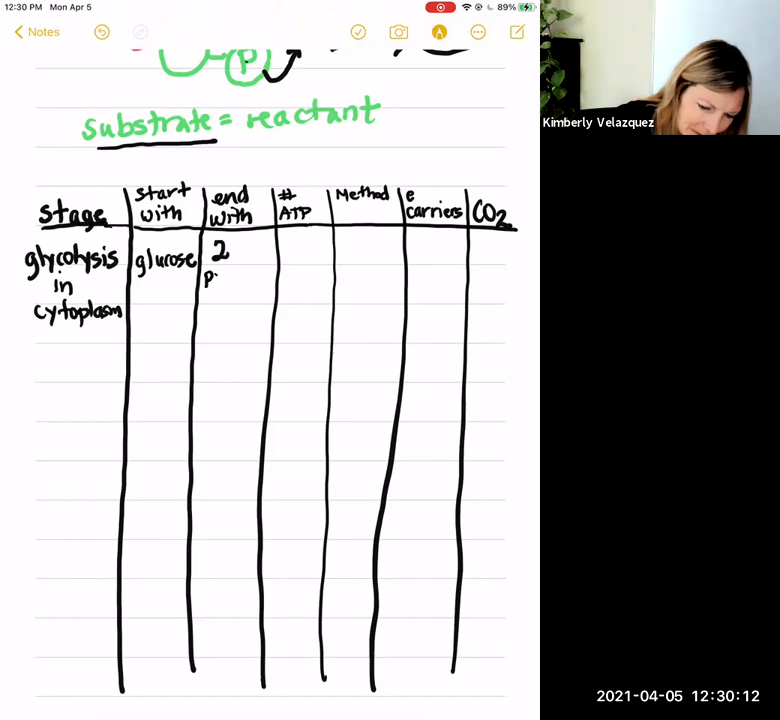 12:30 PM Mon Apr 5
89%
Notes
P
substrate = reactant
stage
start with
end with
# ATP
Method
e carriers
CO2
glycolysis in cytoplasm
glucose
2
p
Kimberly Velazquez
2021-04-05 12:30:12